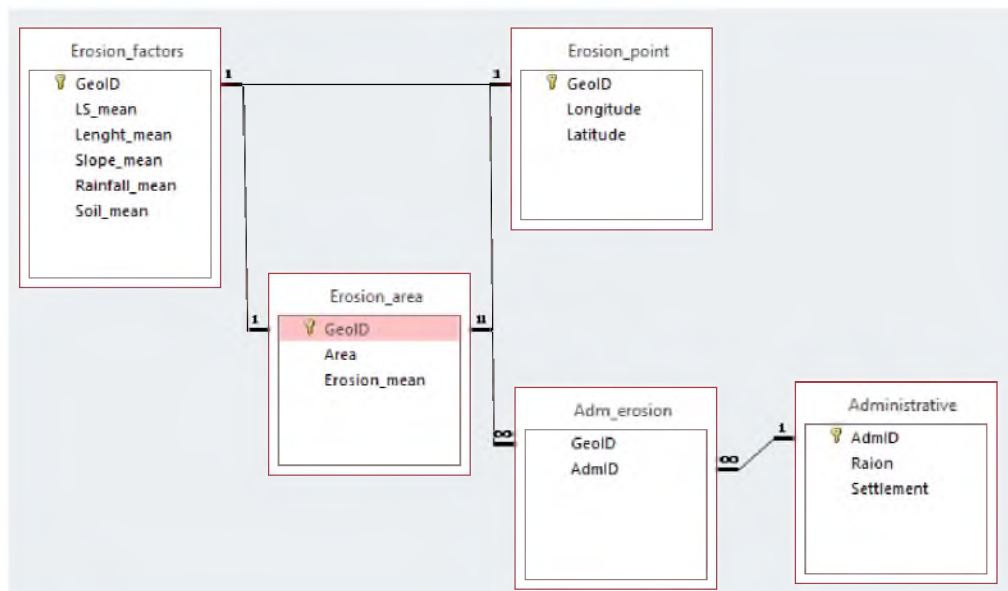 Erosion_factors
GeoID
LS_mean
Lenght_mean
Slope_mean
Rainfall_mean
Soil_mean
1
1
Erosion_point
GeoID
Longitude
Latitude
1
Erosion_area
GeoID
Area
Erosion_mean
11
∞
Adm_erosion
GeoID
AdmID
∞
1
Administrative
AdmID
Raion
Settlement